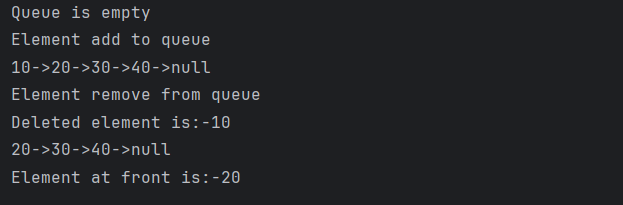 Queue is empty
Element add to queue
10->20->30->40->null
Element remove from queue
Deleted element is:-10
20->30->40->null
Element at front is:-20